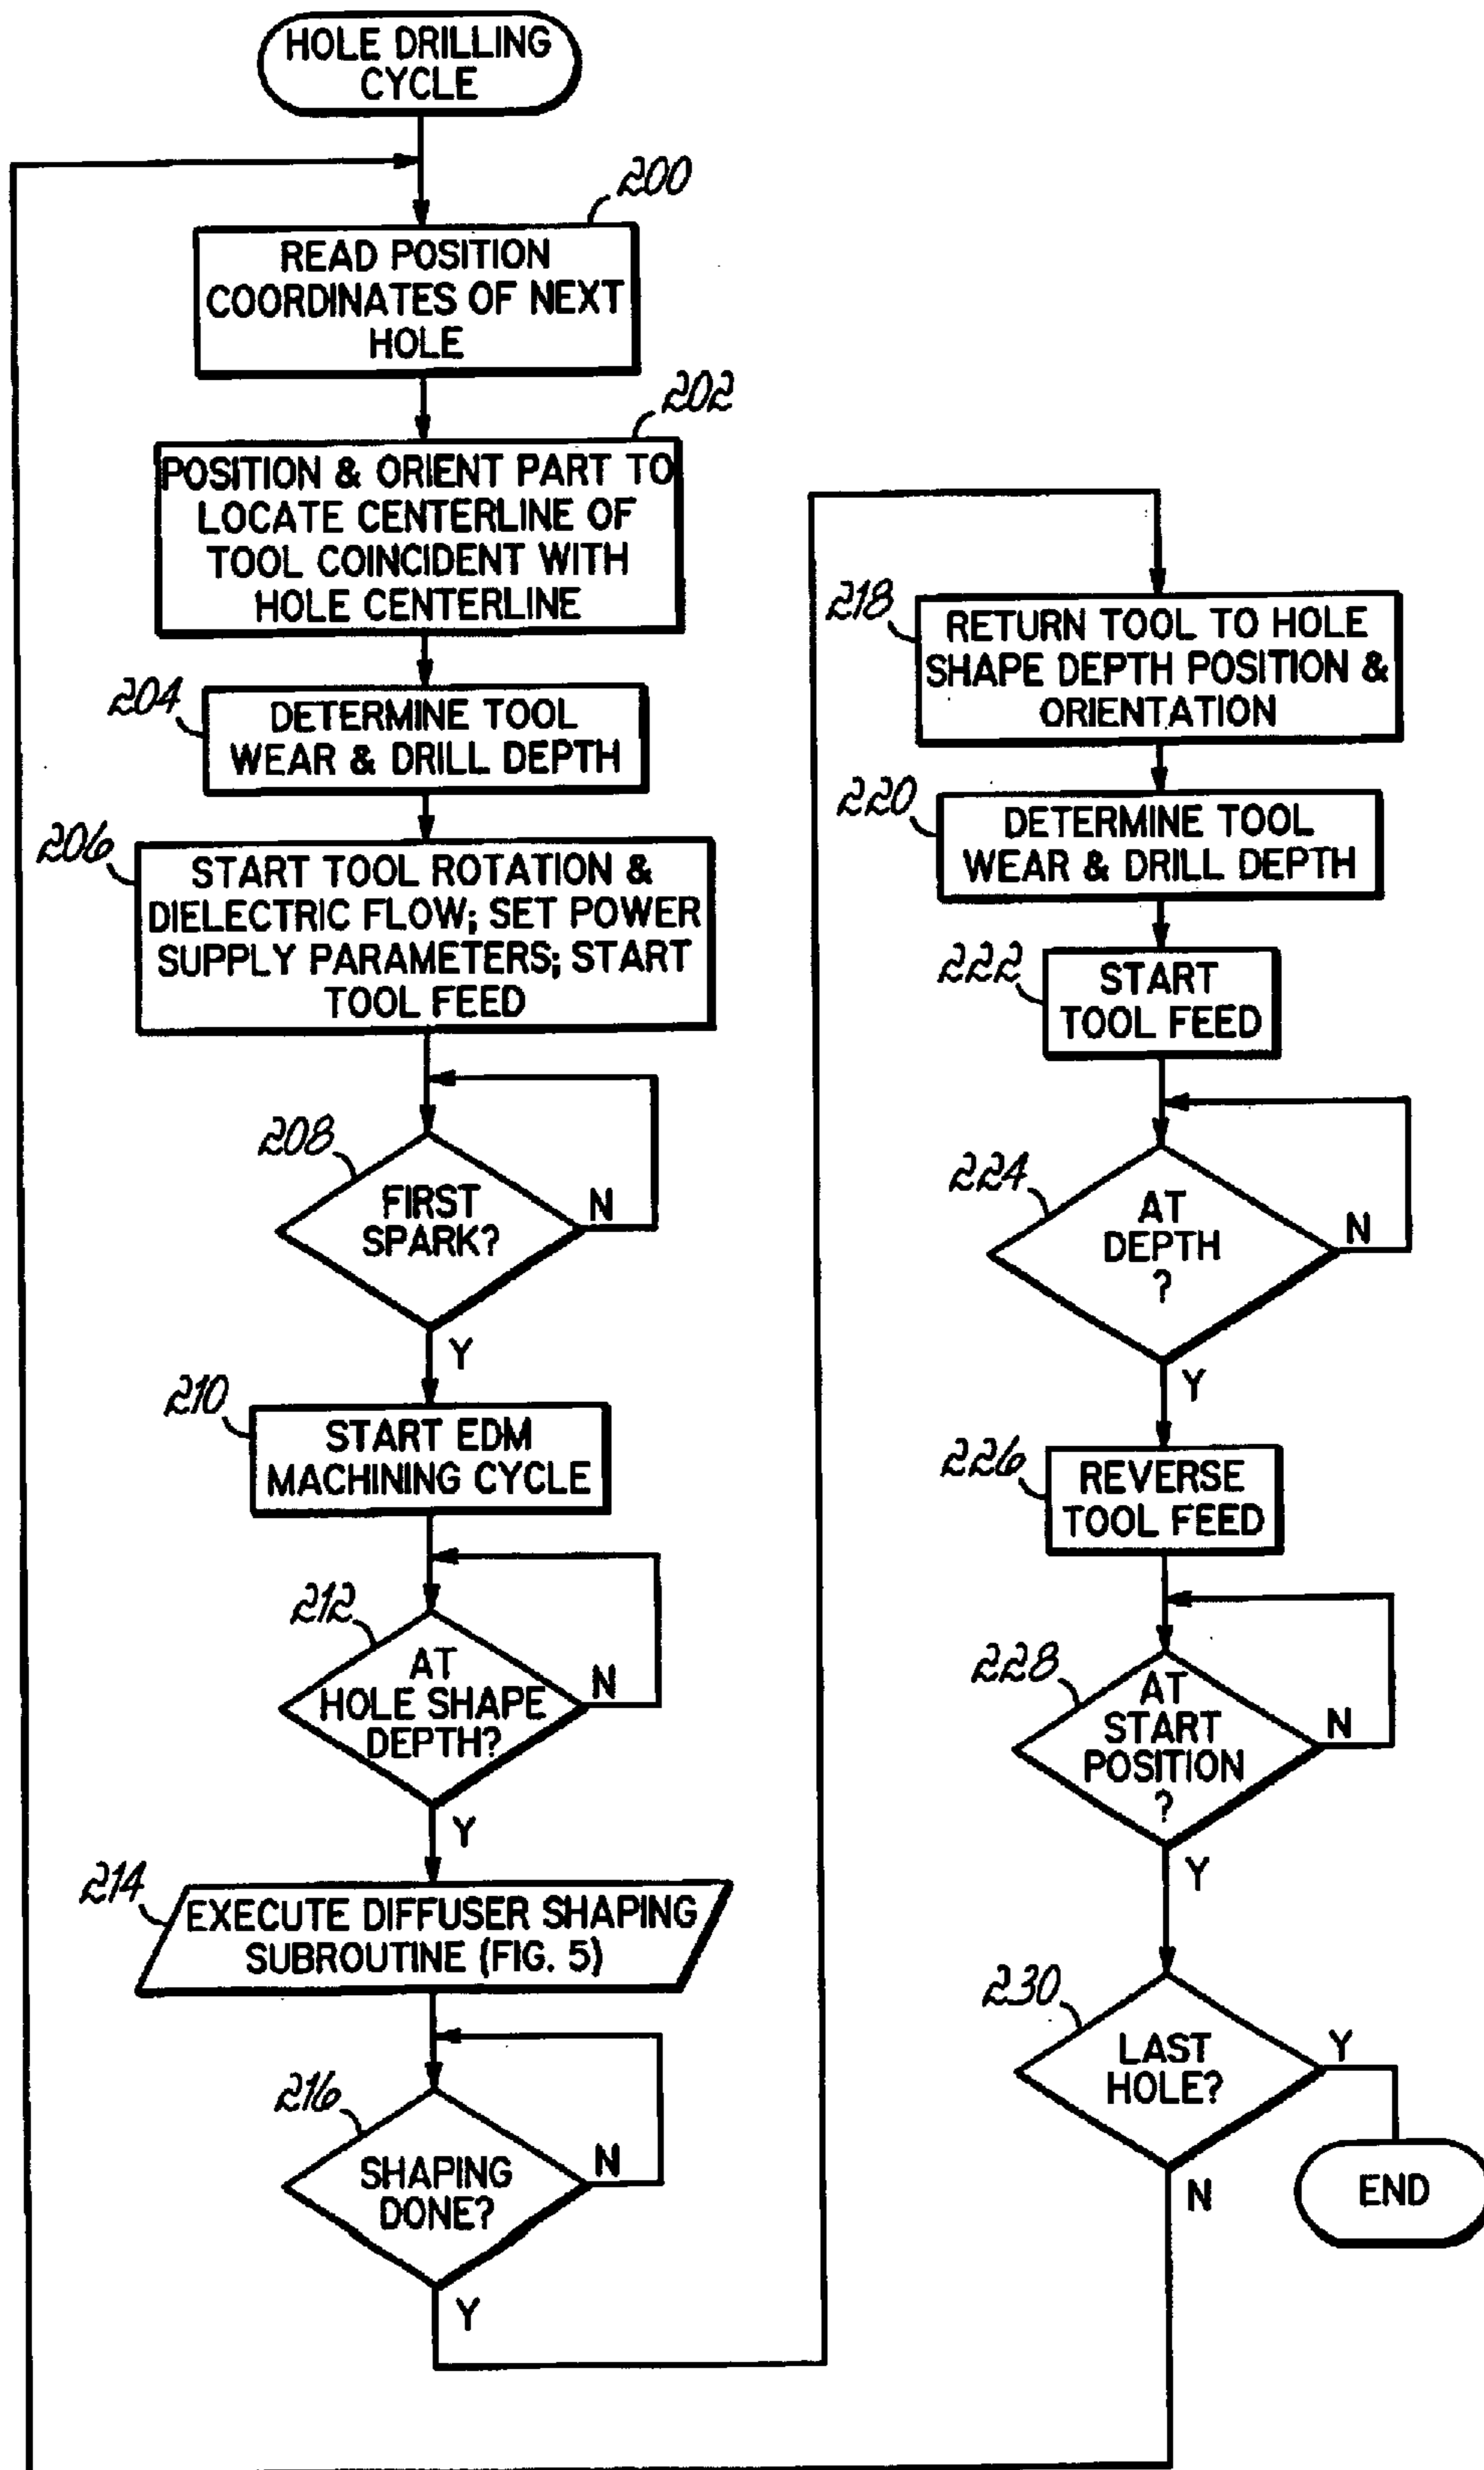 HOLE DRILLING
CYCLE
200
READ POSITION
COORDINATES OF NEXT
HOLE
202
POSITION & ORIENT PART TO
LOCATE CENTERLINE OF
TOOL COINCIDENT WITH
HOLE CENTERLINE
204
DETERMINE TOOL
WEAR & DRILL DEPTH
206
START TOOL ROTATION &
DIELECTRIC FLOW; SET POWER
SUPPLY PARAMETERS; START
TOOL FEED
208
FIRST
SPARK?
N
Y
210
START EDM
MACHINING CYCLE
212
AT
HOLE SHAPE
DEPTH?
N
Y
214
EXECUTE DIFFUSER SHAPING
SUBROUTINE (FIG. 5)
216
SHAPING
DONE?
N
Y
218
RETURN TOOL TO HOLE
SHAPE DEPTH POSITION &
ORIENTATION
220
DETERMINE TOOL
WEAR & DRILL DEPTH
222
START
TOOL FEED
224
AT
DEPTH
?
N
Y
226
REVERSE
TOOL FEED
228
AT
START
POSITION
?
N
Y
230
LAST
HOLE?
Y
N
END